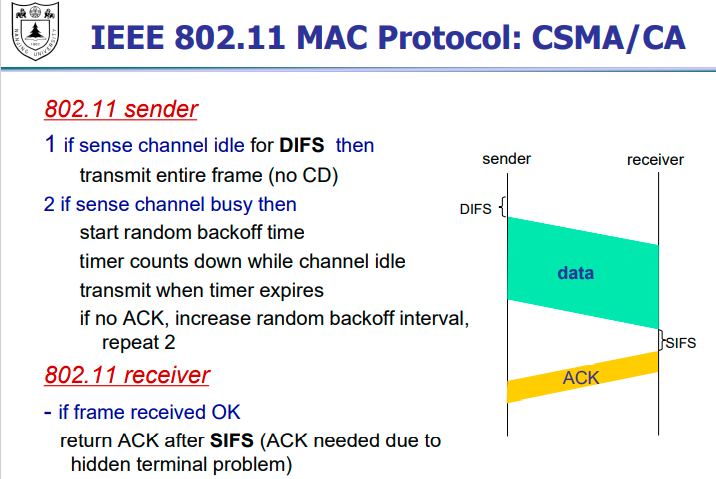 IEEE 802.11 MAC Protocol: CSMA/CA
802.11 sender
1 if sense channel idle for DIFS then
transmit entire frame (no CD)
2 if sense channel busy then
start random backoff time
timer counts down while channel idle
transmit when timer expires
if no ACK, increase random backoff interval,
repeat 2
802.11 receiver
- if frame received OK
return ACK after SIFS (ACK needed due to
hidden terminal problem)
sender
receiver
DIFS
data
SIFS
ACK